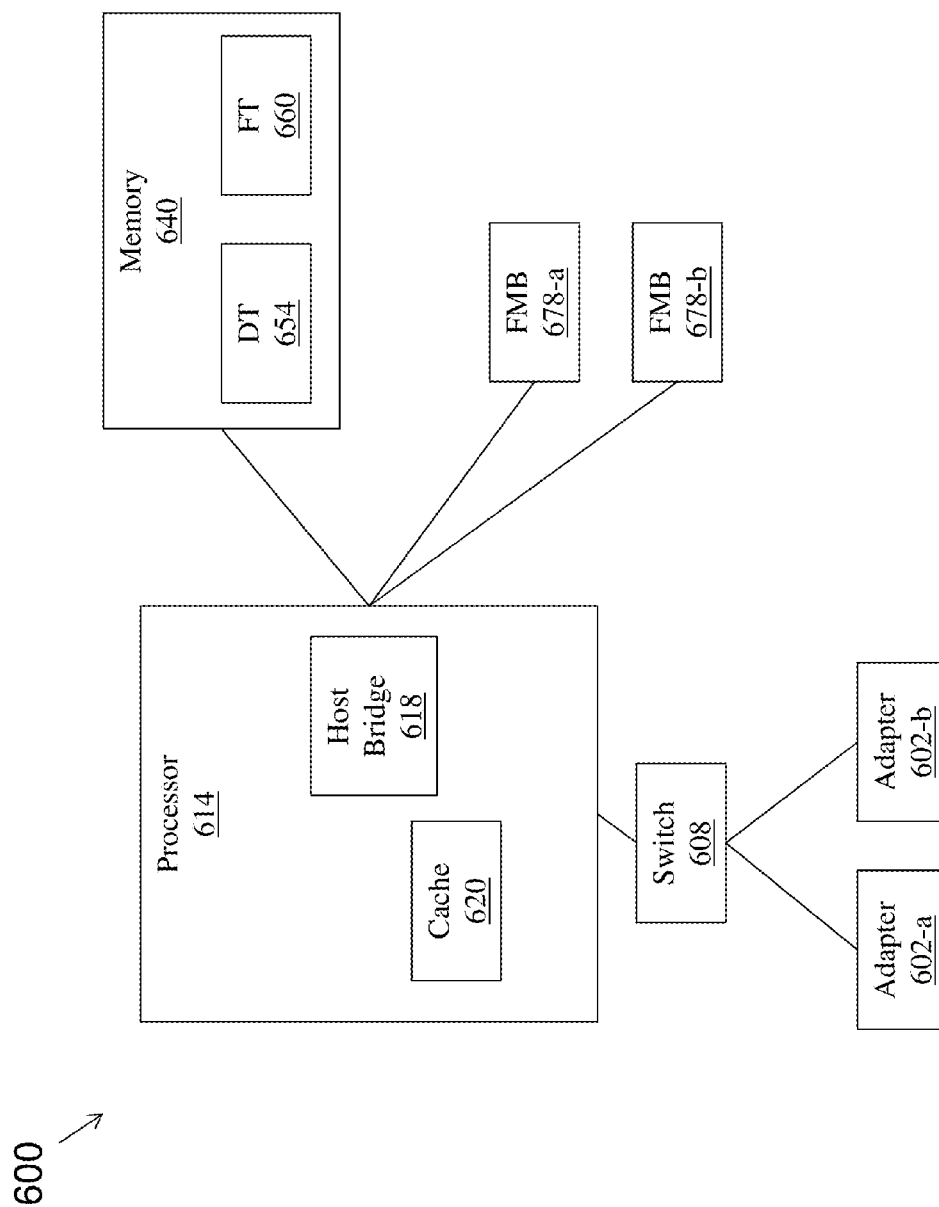 600
Processor
614
Cache
620
Host
Bridge
618
Memory
640
DT
654
FT
660
FMB
678-a
FMB
678-b
Switch
608
Adapter
602-a
Adapter
602-b